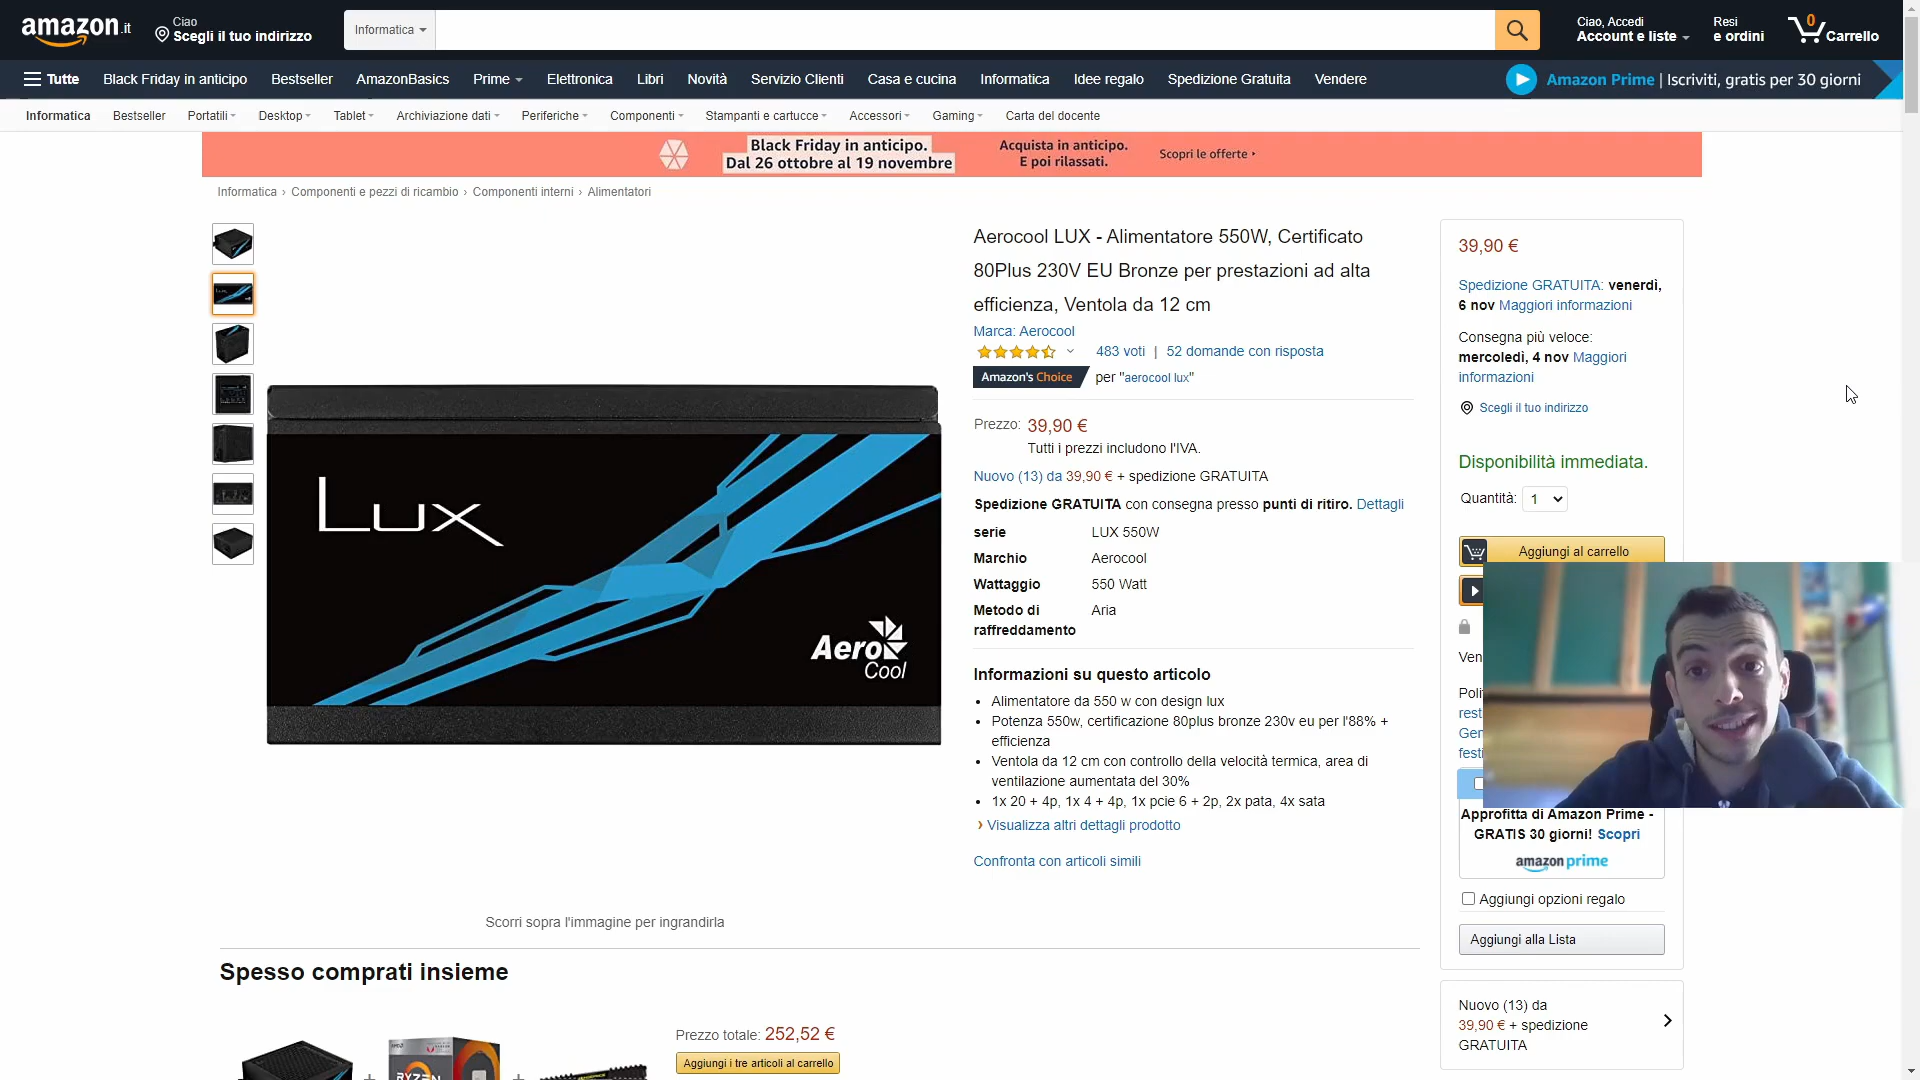 amazon.it
Ciao
Scegli il tuo indirizzo
Informatica
Ciao, Accedi
Account e liste
Resi
e ordini
0
Carrello
Tutte
Black Friday in anticipo
Bestseller
AmazonBasics
Prime
Elettronica
Libri
Novità
Servizio Clienti
Casa e cucina
Informatica
Idee regalo
Spedizione Gratuita
Vendere
Amazon Prime | Iscriviti, gratis per 30 giorni
Informatica
Bestseller
Portatili
Desktop
Tablet
Archiviazione dati
Periferiche
Componenti
Stampanti e cartucce
Accessori
Gaming
Carta del docente
Black Friday in anticipo.
Dal 26 ottobre al 19 novembre
Acquista in anticipo.
E poi rilassati.
Scopri le offerte
Informatica › Componenti e pezzi di ricambio › Componenti interni › Alimentatori
Lux
Aero
Cool
Scorri sopra l'immagine per ingrandirla
Aerocool LUX - Alimentatore 550W, Certificato
80Plus 230V EU Bronze per prestazioni ad alta
efficienza, Ventola da 12 cm
Marca: Aerocool
483 voti | 52 domande con risposta
Amazon's Choice per "aerocool lux"
Prezzo: 39,90 €
Tutti i prezzi includono l'IVA.
Nuovo (13) da 39,90 € + spedizione GRATUITA
Spedizione GRATUITA con consegna presso punti di ritiro. Dettagli
serie LUX 550W
Marchio Aerocool
Wattaggio 550 Watt
Metodo di Aria
raffreddamento
Informazioni su questo articolo
• Alimentatore da 550 w con design lux
• Potenza 550w, certificazione 80plus bronze 230v eu per l'88% +
efficienza
• Ventola da 12 cm con controllo della velocità termica, area di
ventilazione aumentata del 30%
• 1x 20 + 4p, 1x 4 + 4p, 1x pcie 6 + 2p, 2x pata, 4x sata
› Visualizza altri dettagli prodotto
Confronta con articoli simili
39,90 €
Spedizione GRATUITA: venerdì,
6 nov Maggiori informazioni
Consegna più veloce:
mercoledì, 4 nov Maggiori
informazioni
Scegli il tuo indirizzo
Disponibilità immediata.
Quantità: 1
Aggiungi al carrello
Ven
Poli
rest
Gen
festi
Approfitta di Amazon Prime -
GRATIS 30 giorni! Scopri
amazon prime
Aggiungi opzioni regalo
Aggiungi alla Lista
Nuovo (13) da
39,90 € + spedizione
GRATUITA
Spesso comprati insieme
AMD
RYZEN
+
+
Prezzo totale: 252,52 €
Aggiungi i tre articoli al carrello